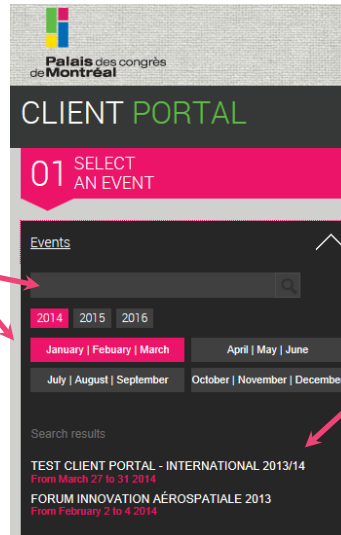 Palais des congrès
de Montréal
CLIENT PORTAL
01 SELECT
AN EVENT
Events
2014 2015 2016
January | Febuary | March April | May | June
July | August | September October | November | Decembe
Search results
TEST CLIENT PORTAL - INTERNATIONAL 2013/14
From March 27 to 31 2014
FORUM INNOVATION AÉROSPATIALE 2013
From February 2 to 4 2014